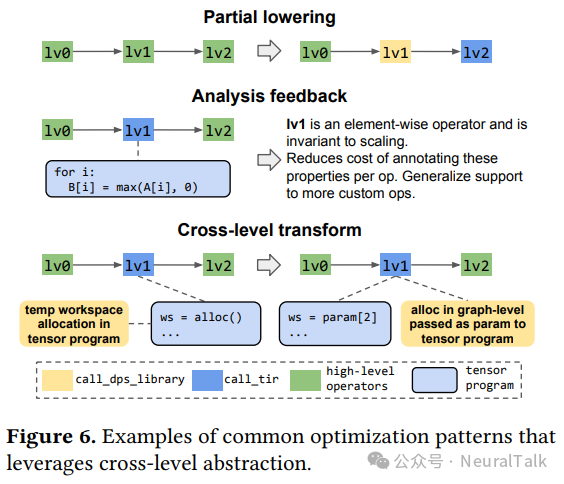 Partial lowering
lv0 lv1 lv2 lv0 lv1 lv2
Analysis feedback
lv0 lv1 lv2
for i:
B[i] = max(A[i], 0)
lv1 is an element-wise operator and is
invariant to scaling.
Reduces cost of annotating these
properties per op. Generalize support
to more custom ops.
Cross-level transform
lv0 lv1 lv2 lv0 lv1 lv2
temp workspace
allocation in
tensor program
ws = alloc()
...
ws = param[2]
...
alloc in graph-level
passed as param to
tensor program
call_dps_library
call_tir
high-level
operators
tensor
program
Figure 6. Examples of common optimization patterns that
leverages cross-level abstraction.
公众号 · NeuralTalk